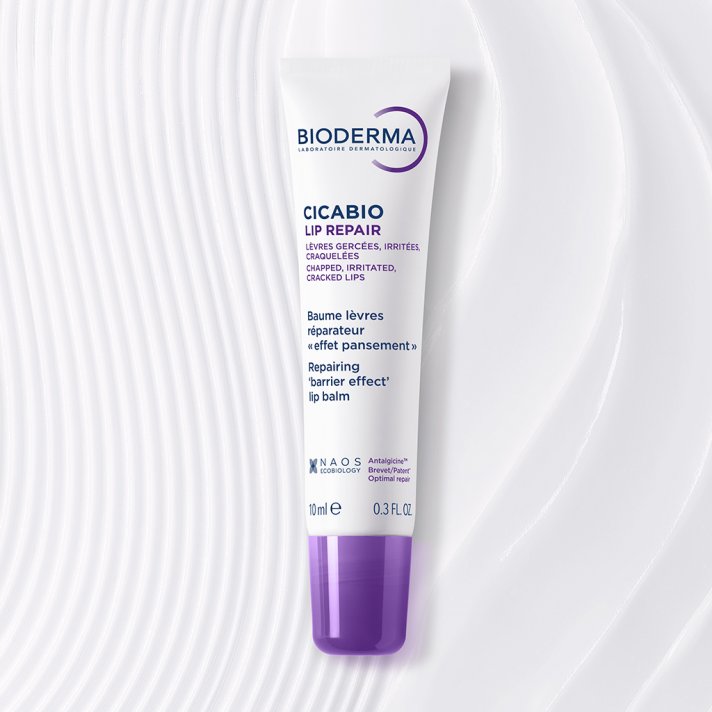 BIODERMA
LABORATOIRE DERMATOLOGIQUE
CICABIO
LIP REPAIR
LÈVRES GERCÉES, IRRITÉES,
CRAQUELÉES
CHAPPED, IRRITATED,
CRACKED LIPS
Baume lèvres
réparateur
« effet pansement »
Repairing
‘barrier effect’
lip balm
NAOS
ECOBIOLOGY
Antalgicine™
Brevet/Patent*
Optimal repair
10 ml ℮ 0.3 FL. OZ.